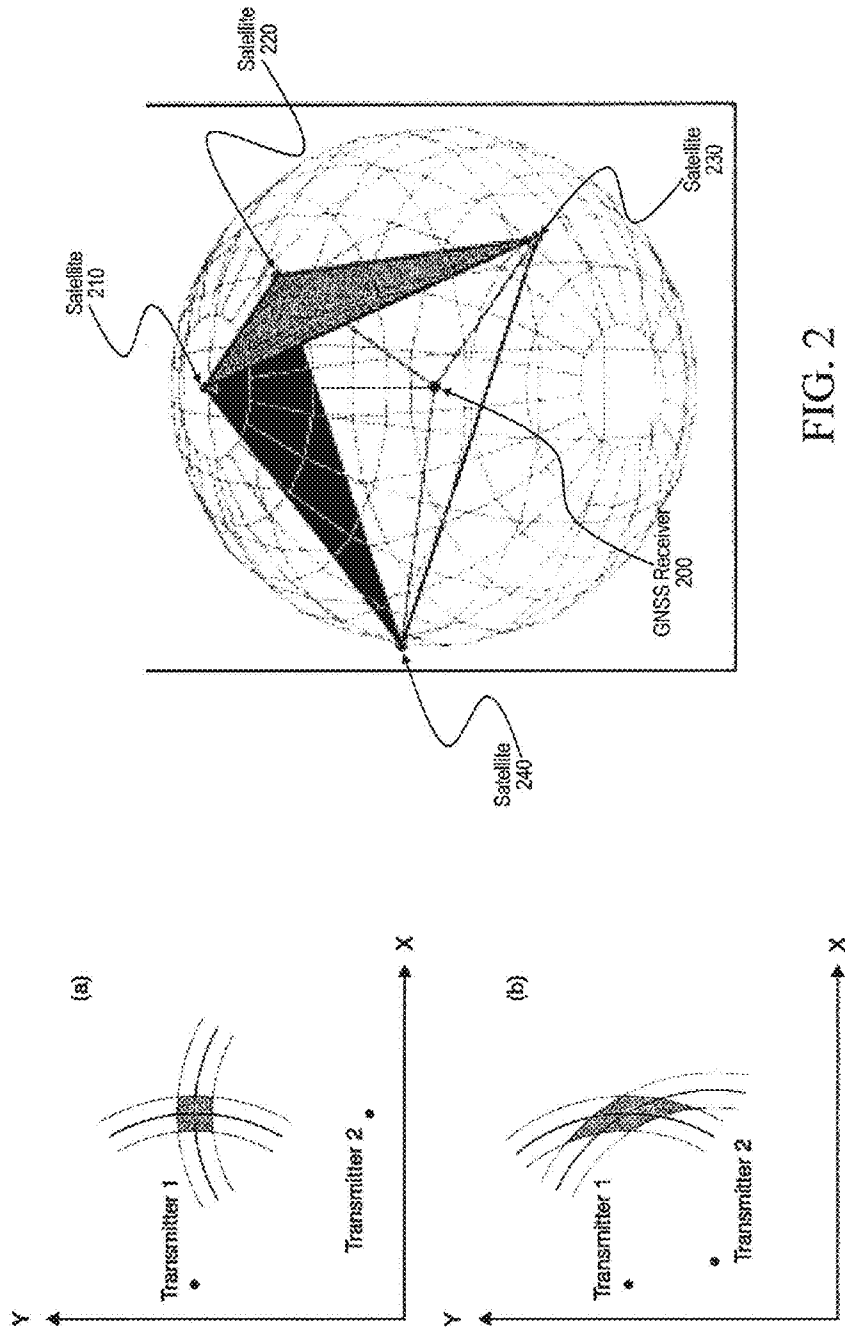 Y
(a)
Transmitter 1
Transmitter 2
X
Y
(b)
Transmitter 1
Transmitter 2
X
Satellite
210
Satellite
220
Satellite
230
Satellite
240
GNSS Receiver
200
FIG. 2